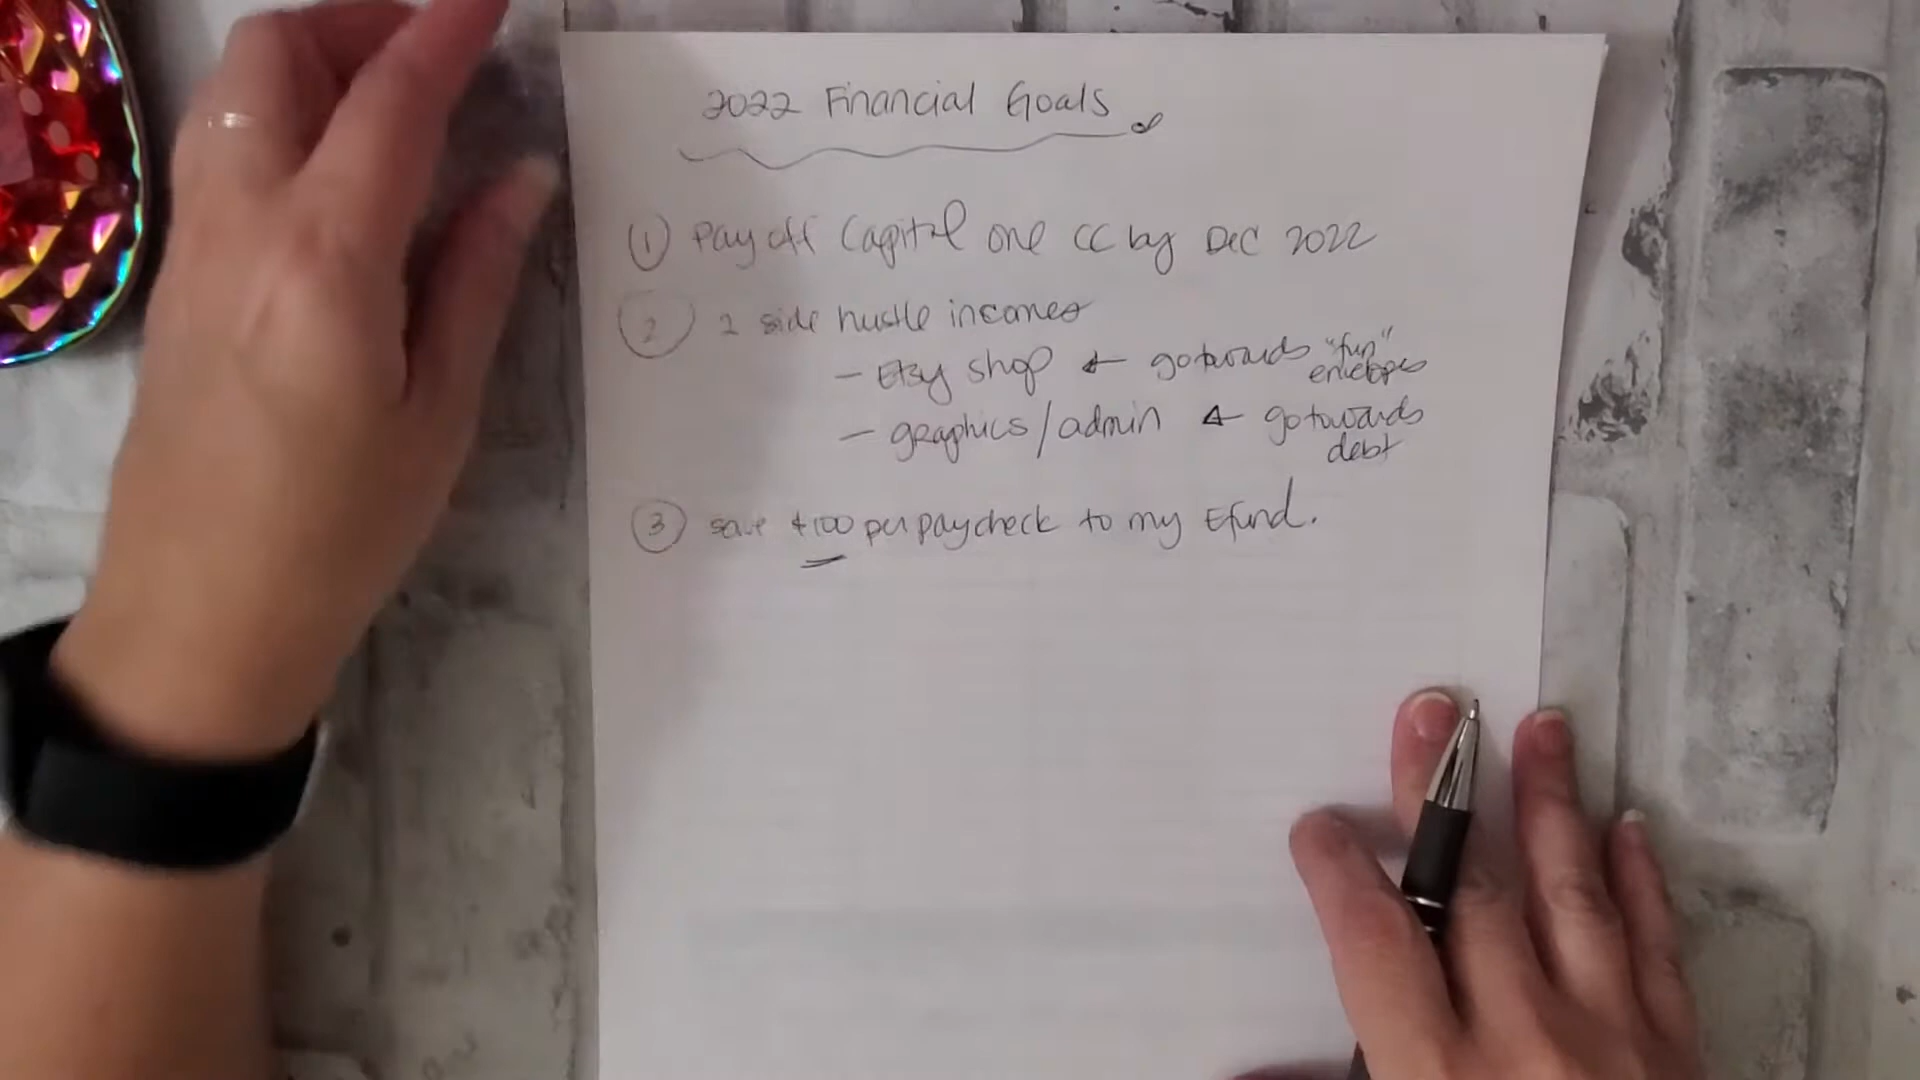 2022 Financial Goals
① Pay off Capital One CC by Dec 2022
② 2 side hustle incomes
- Etsy shop ← go towards "fun" envelopes
- graphics/admin ← go towards debt
③ save $100 per paycheck to my Efund.